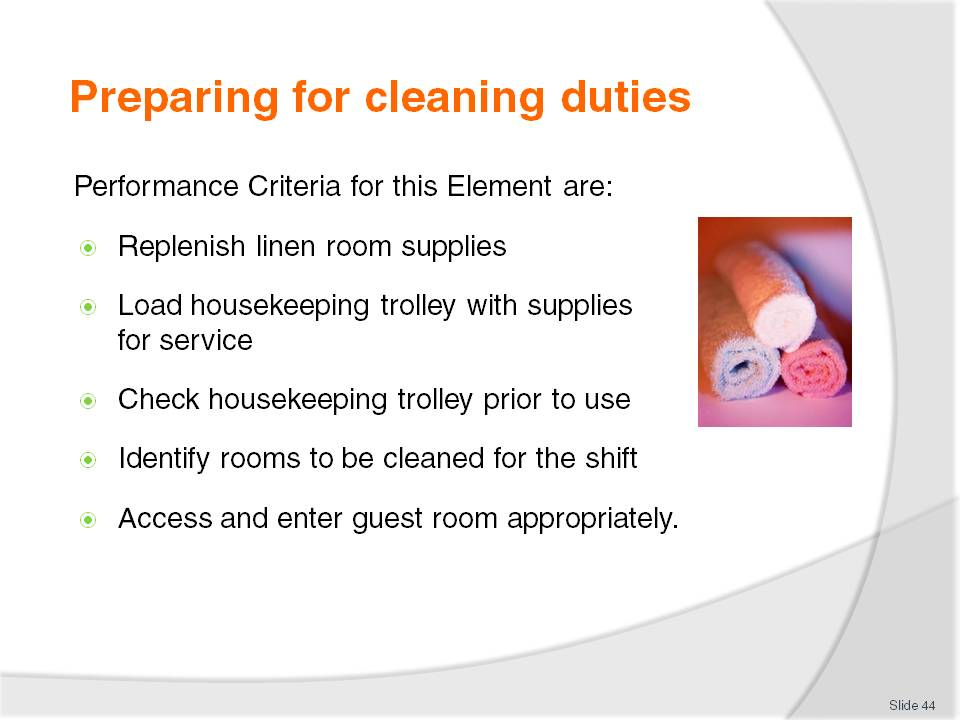 Preparing for cleaning duties
Performance Criteria for this Element are:
Replenish linen room supplies
Load housekeeping trolley with supplies
for service
Check housekeeping trolley prior to use
Identify rooms to be cleaned for the shift
Access and enter guest room appropriately.
Slide 44